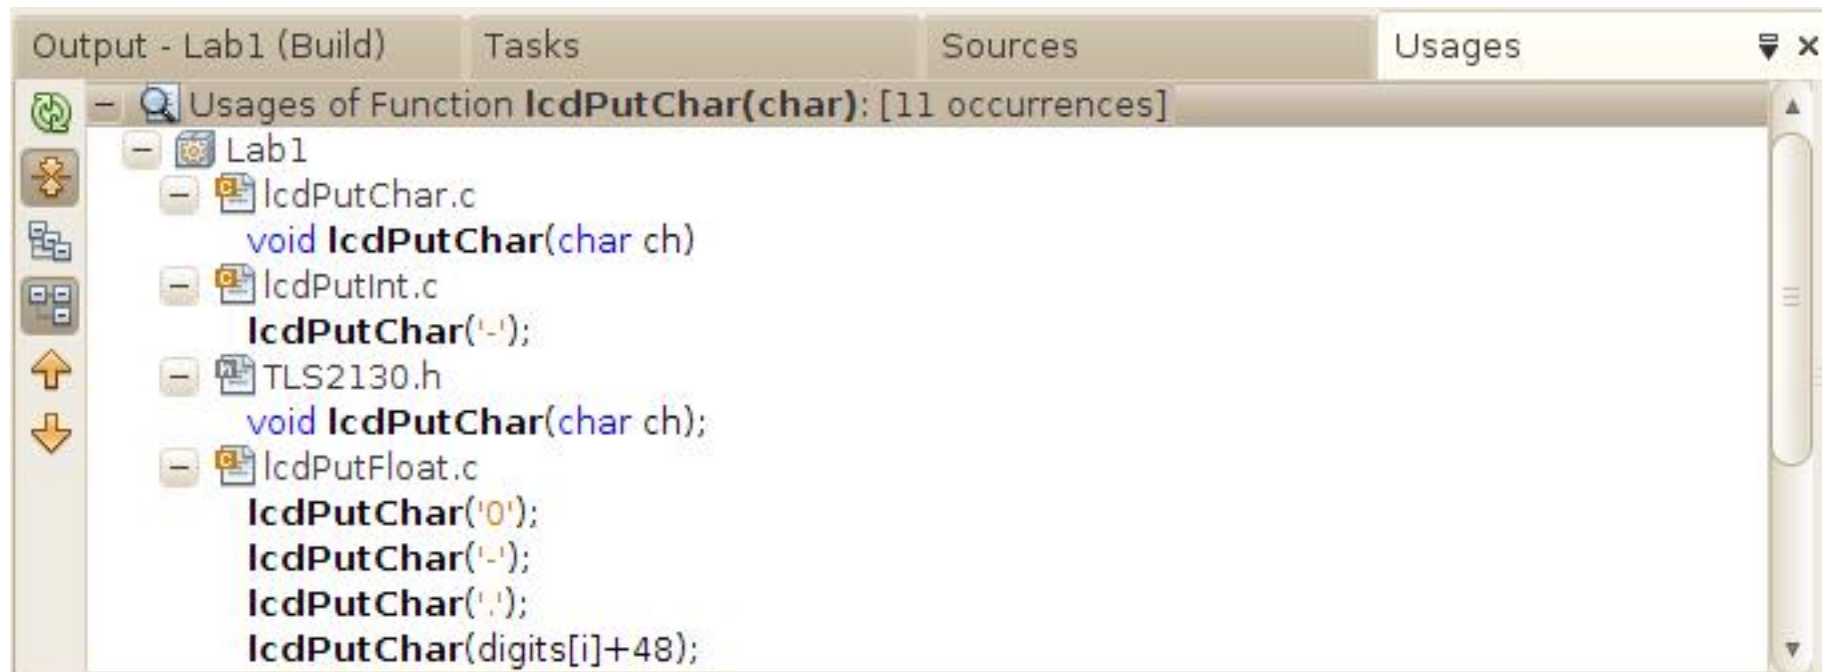 Output - Lab1 (Build) Tasks Sources Usages
Usages of Function lcdPutChar(char): [11 occurrences]
Lab1
lcdPutChar.c
void lcdPutChar(char ch)
lcdPutInt.c
lcdPutChar('-');
TLS2130.h
void lcdPutChar(char ch);
lcdPutFloat.c
lcdPutChar('0');
lcdPutChar('-');
lcdPutChar('.');
lcdPutChar(digits[i]+48);